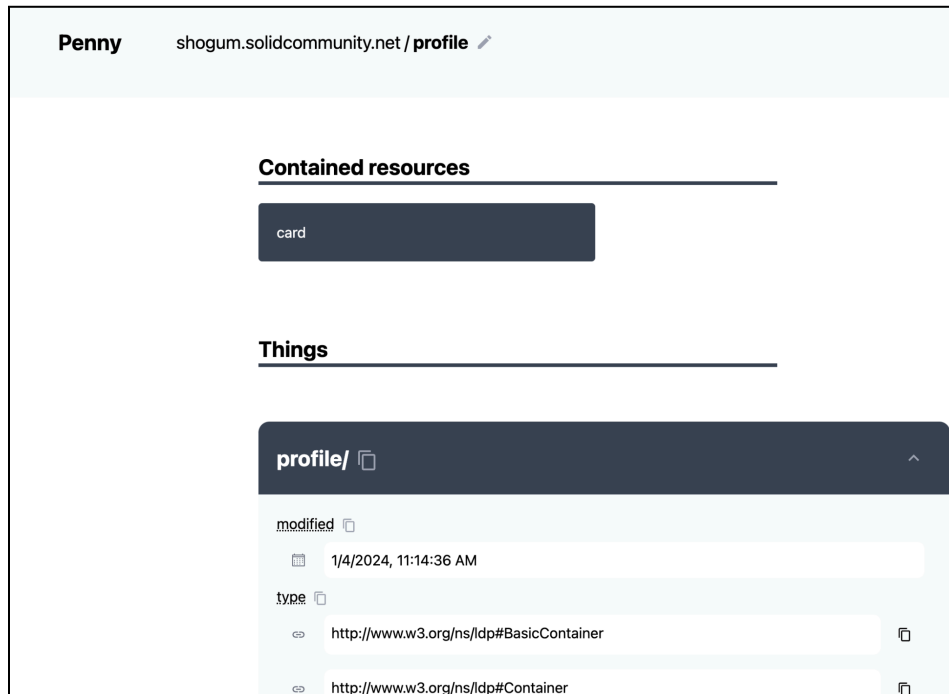 Penny shogum.solidcommunity.net / profile
Contained resources
card
Things
profile/
modified
1/4/2024, 11:14:36 AM
type
http://www.w3.org/ns/ldp#BasicContainer
http://www.w3.org/ns/ldp#Container